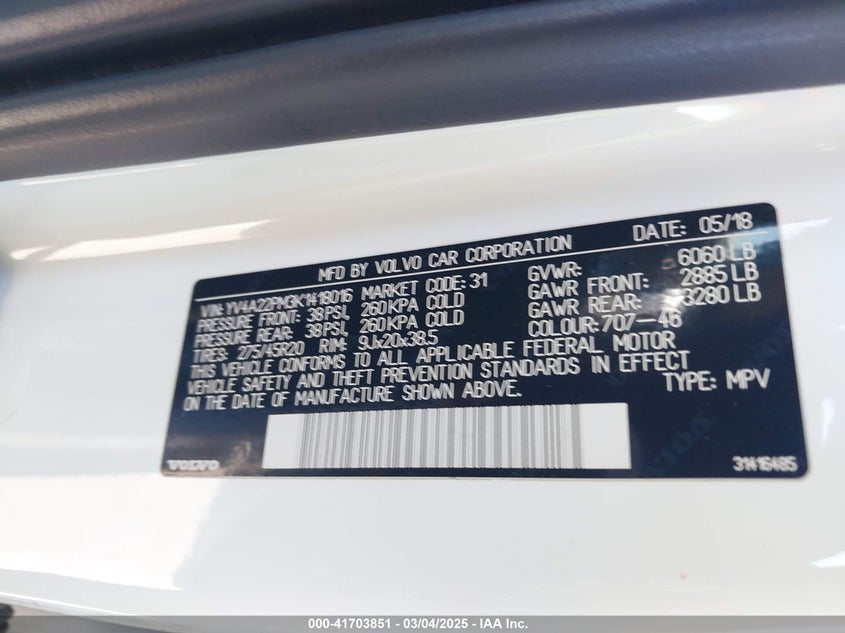 MFD BY VOLVO CAR CORPORATION DATE: 05/18
VIN: YV4A22PM3K1418016 MARKET CODE: 31 GVWR: 6060 LB
PRESSURE FRONT: 38 PSI, 260 KPA COLD GAWR FRONT: 2885 LB
PRESSURE REAR: 38 PSI, 260 KPA COLD GAWR REAR: 3280 LB
TIRES: 275/45R20 RIM: 9Jx20x38.5 COLOUR: 707-46
THIS VEHICLE CONFORMS TO ALL APPLICABLE FEDERAL MOTOR
VEHICLE SAFETY AND THEFT PREVENTION STANDARDS IN EFFECT
ON THE DATE OF MANUFACTURE SHOWN ABOVE. TYPE: MPV
VOLVO 31416485
000-41703851 - 03/04/2025 - IAA Inc.